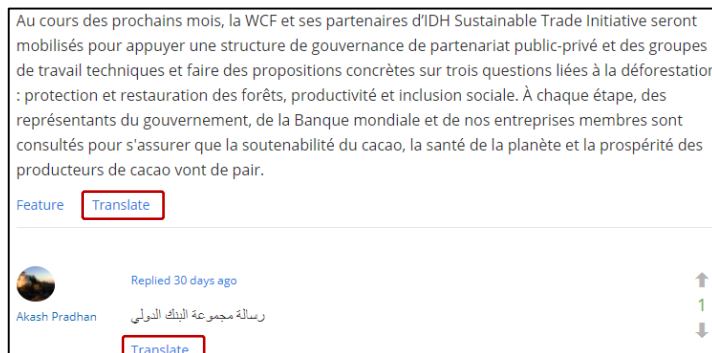 Au cours des prochains mois, la WCF et ses partenaires d'IDH Sustainable Trade Initiative seront
mobilisés pour appuyer une structure de gouvernance de partenariat public-privé et des groupes
de travail techniques et faire des propositions concrètes sur trois questions liées à la déforestation
: protection et restauration des forêts, productivité et inclusion sociale. À chaque étape, des
représentants du gouvernement, de la Banque mondiale et de nos entreprises membres sont
consultés pour s'assurer que la soutenabilité du cacao, la santé de la planète et la prospérité des
producteurs de cacao vont de pair.
Feature Translate
Replied 30 days ago
1
Akash Pradhan رسالة مجموعة البنك الدولي
Translate